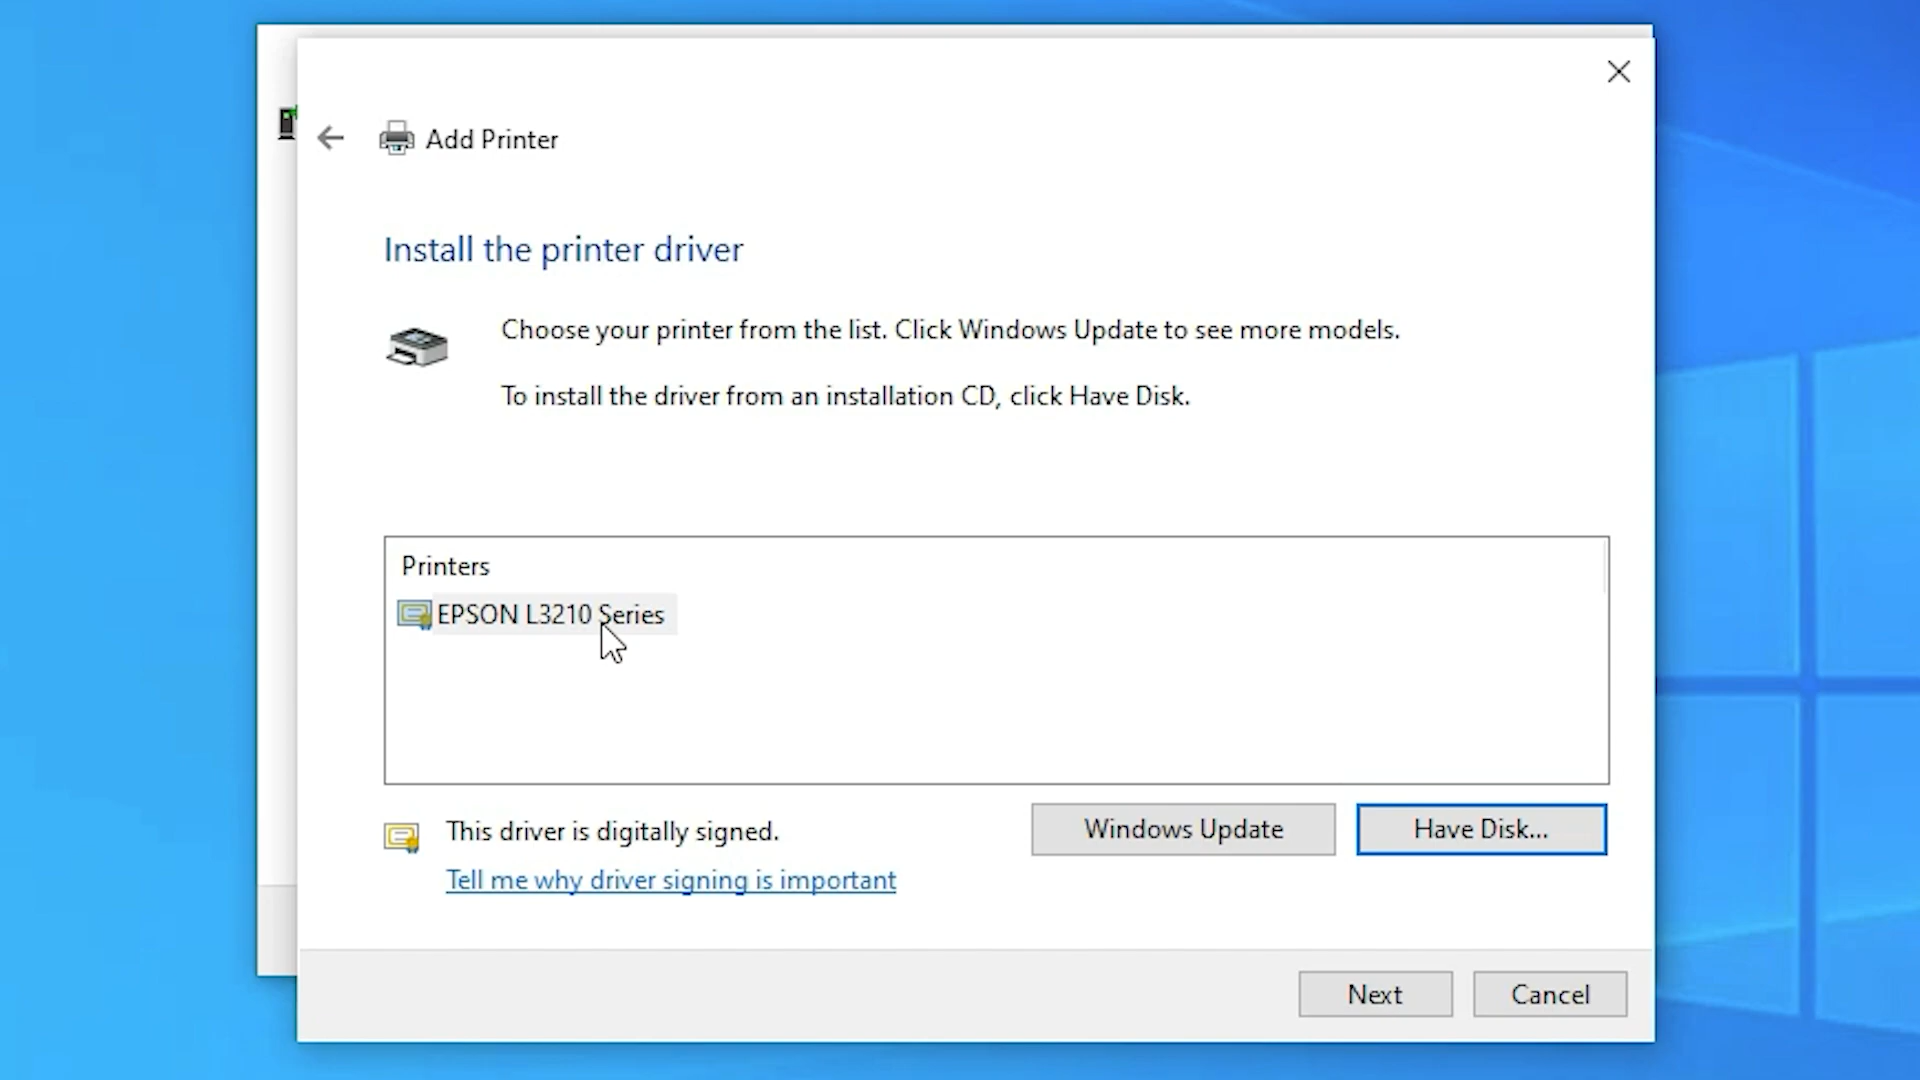 Add Printer
Install the printer driver
Choose your printer from the list. Click Windows Update to see more models.
To install the driver from an installation CD, click Have Disk.
Printers
EPSON L3210 Series
This driver is digitally signed.
Windows Update
Have Disk...
Tell me why driver signing is important
Next
Cancel